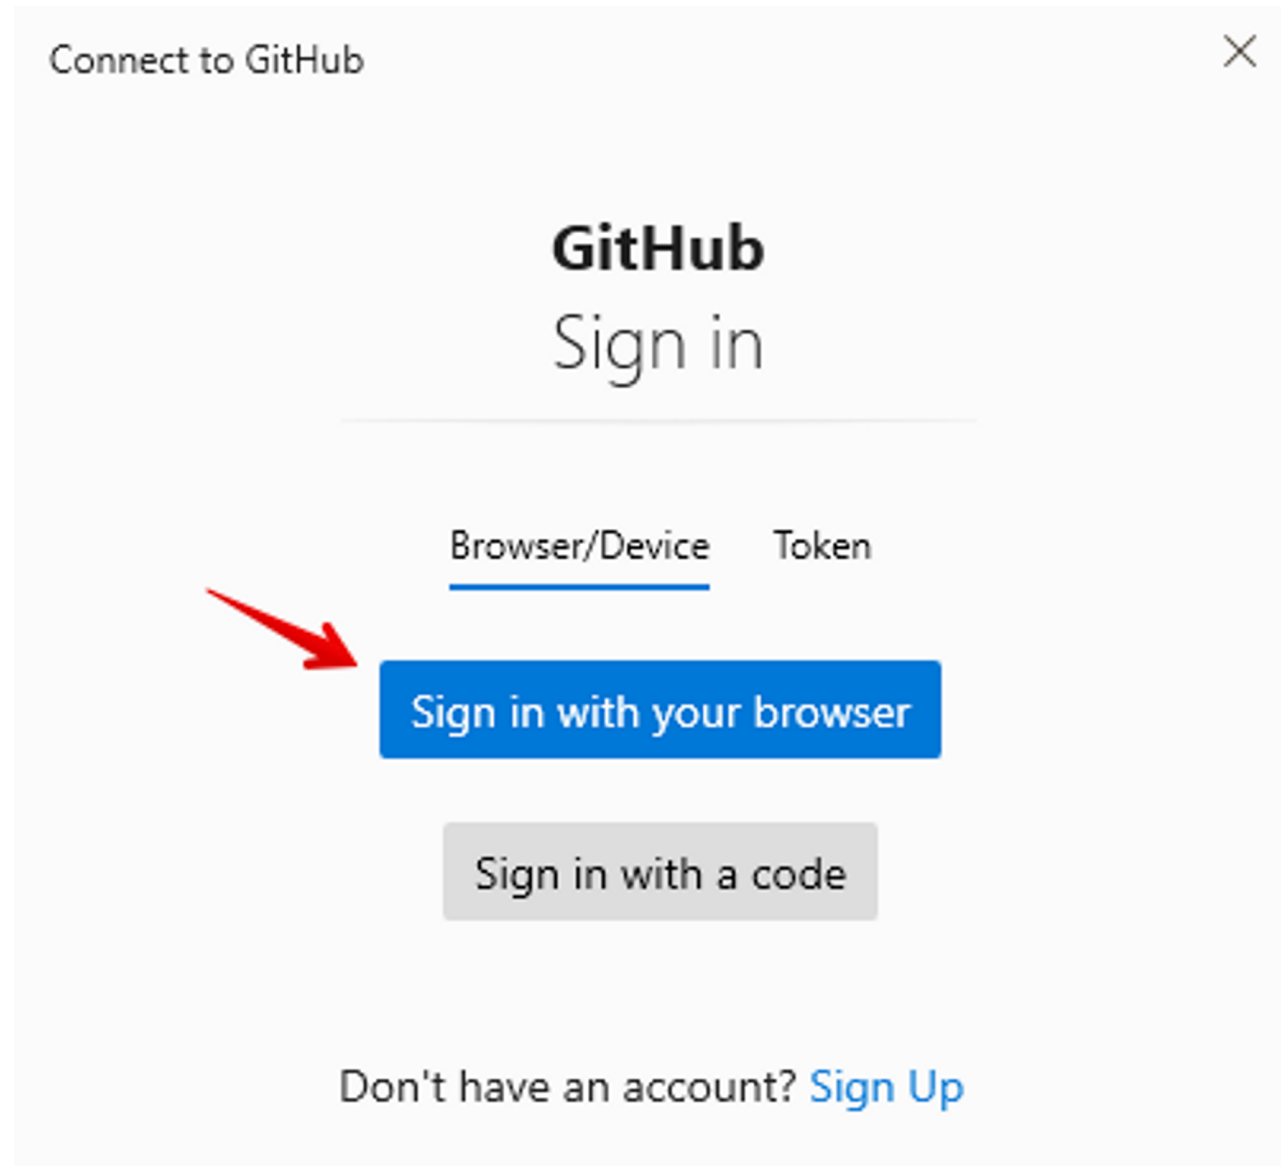 Connect to GitHub
GitHub
Sign in
Browser/Device Token
Sign in with your browser
Sign in with a code
Don't have an account? Sign Up